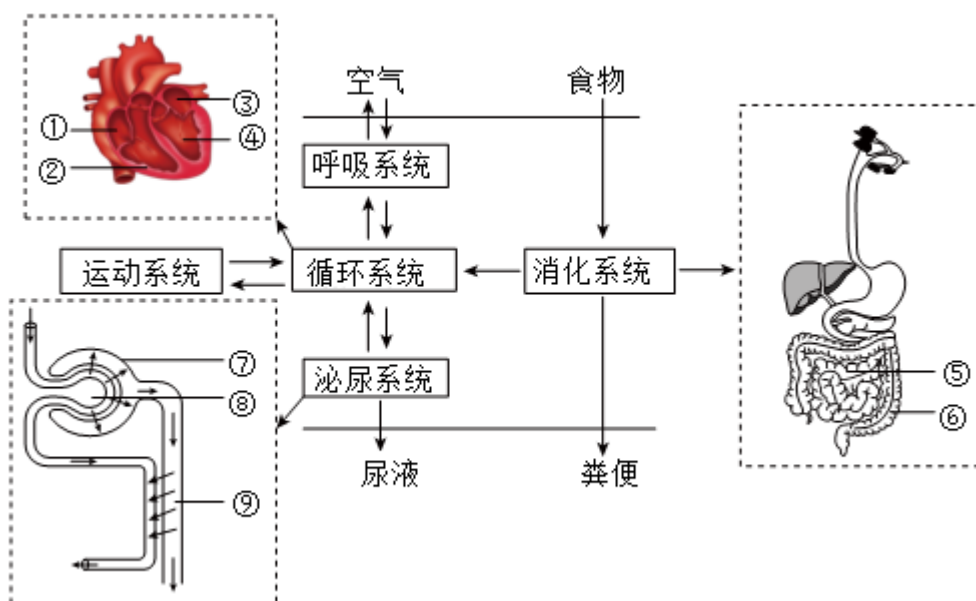 空气
食物
①
②
③
④
呼吸系统
运动系统
循环系统
消化系统
泌尿系统
⑤
⑥
⑦
⑧
⑨
尿液
粪便